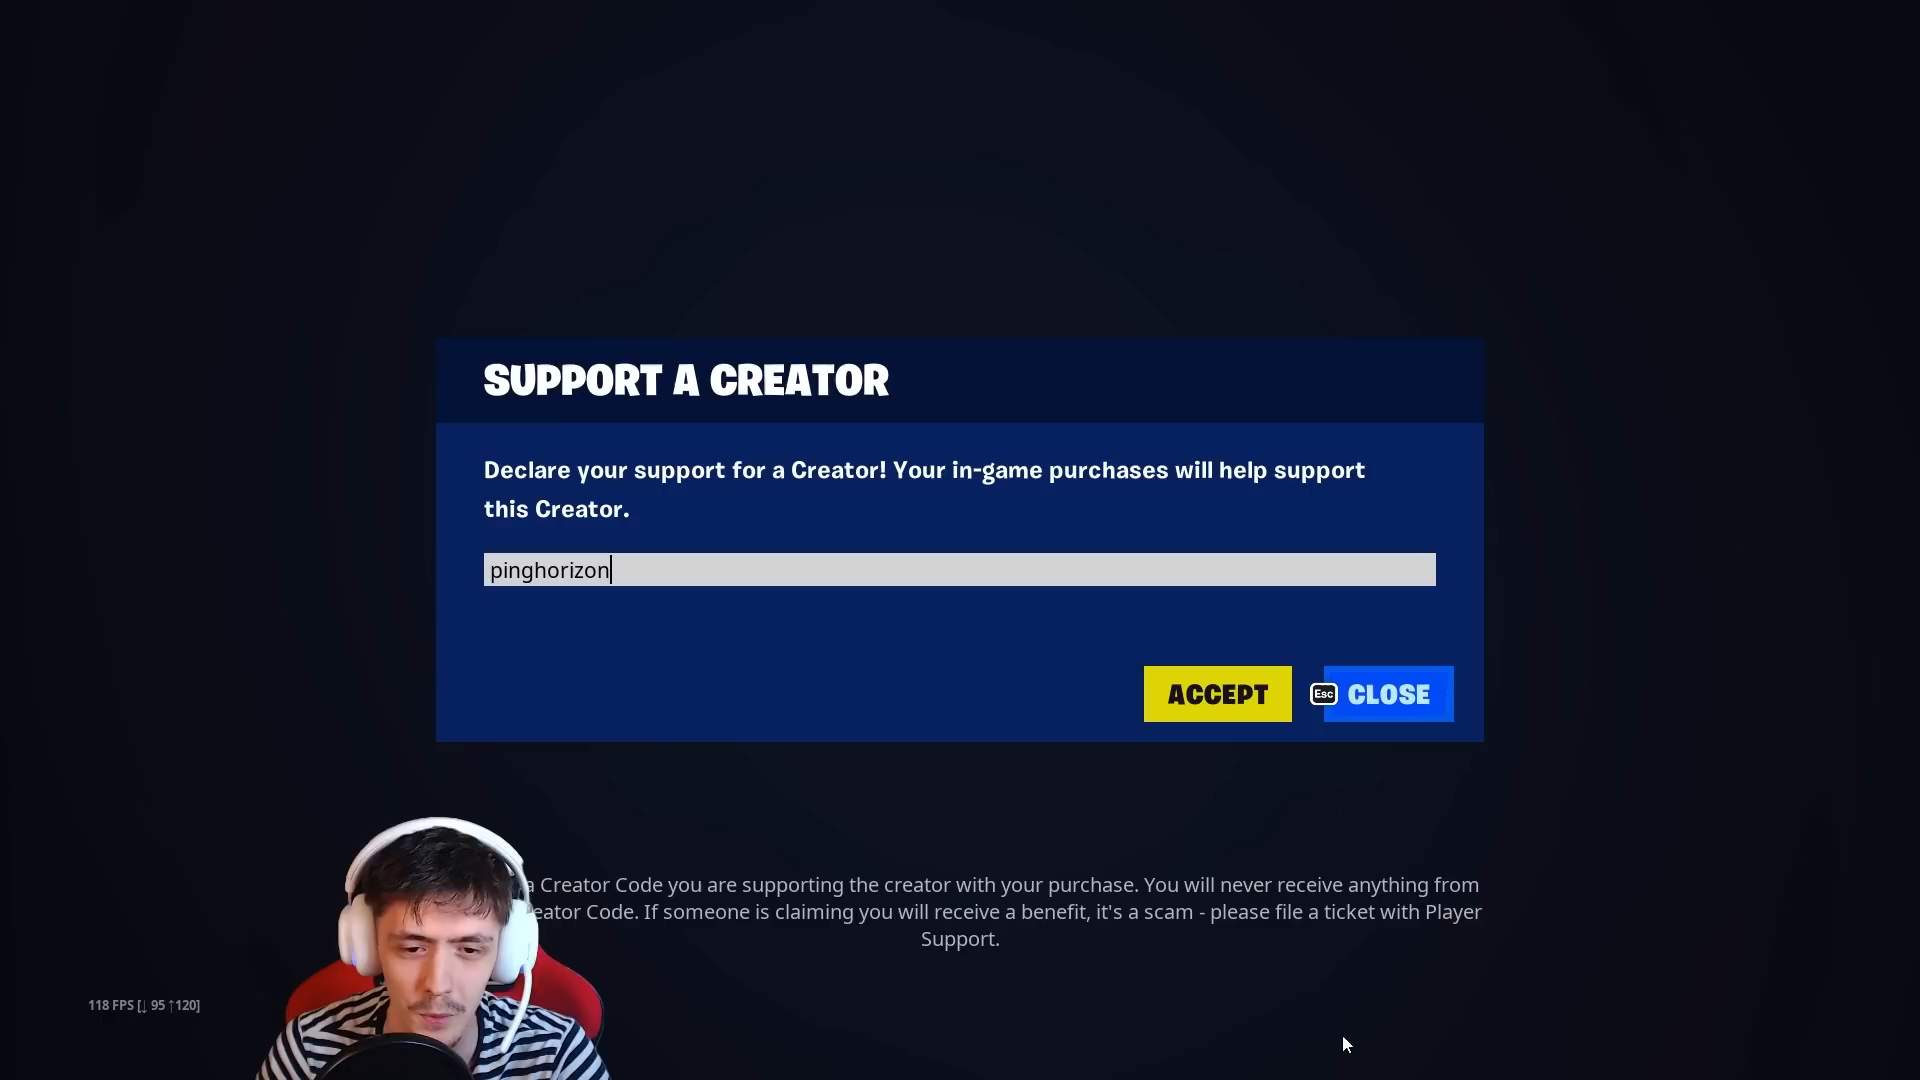 SUPPORT A CREATOR
Declare your support for a Creator! Your in-game purchases will help support
this Creator.
pinghorizon
ACCEPT
Esc CLOSE
a Creator Code you are supporting the creator with your purchase. You will never receive anything from
eator Code. If someone is claiming you will receive a benefit, it's a scam - please file a ticket with Player
Support.
118 FPS [↓ 95 ↑120]